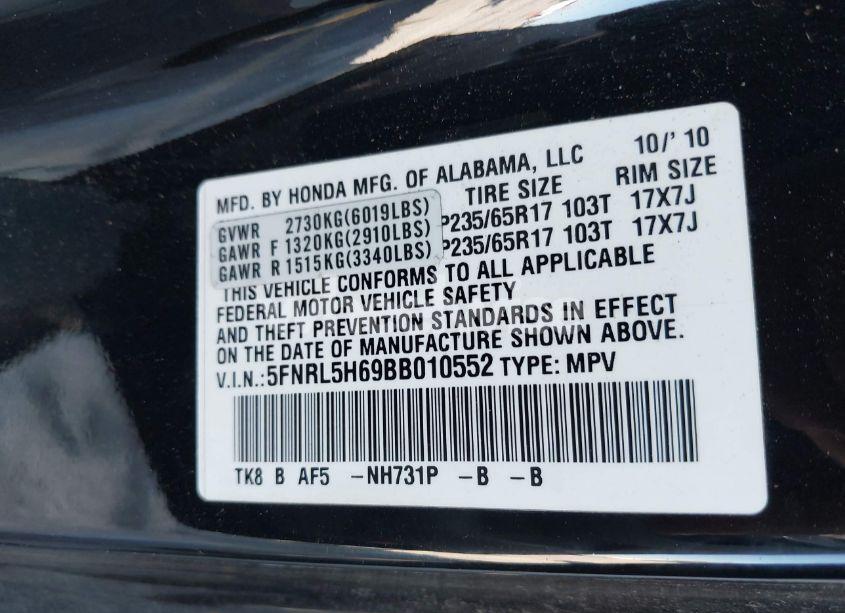 MFD. BY HONDA MFG. OF ALABAMA, LLC 10/' 10
TIRE SIZE RIM SIZE
GVWR 2730KG(6019LBS)
GAWR F 1320KG(2910LBS) P235/65R17 103T 17X7J
GAWR R 1515KG(3340LBS) P235/65R17 103T 17X7J
THIS VEHICLE CONFORMS TO ALL APPLICABLE
FEDERAL MOTOR VEHICLE SAFETY
AND THEFT PREVENTION STANDARDS IN EFFECT
ON THE DATE OF MANUFACTURE SHOWN ABOVE.
V.I.N.:5FNRL5H69BB010552 TYPE: MPV
TK8 B AF5 -NH731P -B -B